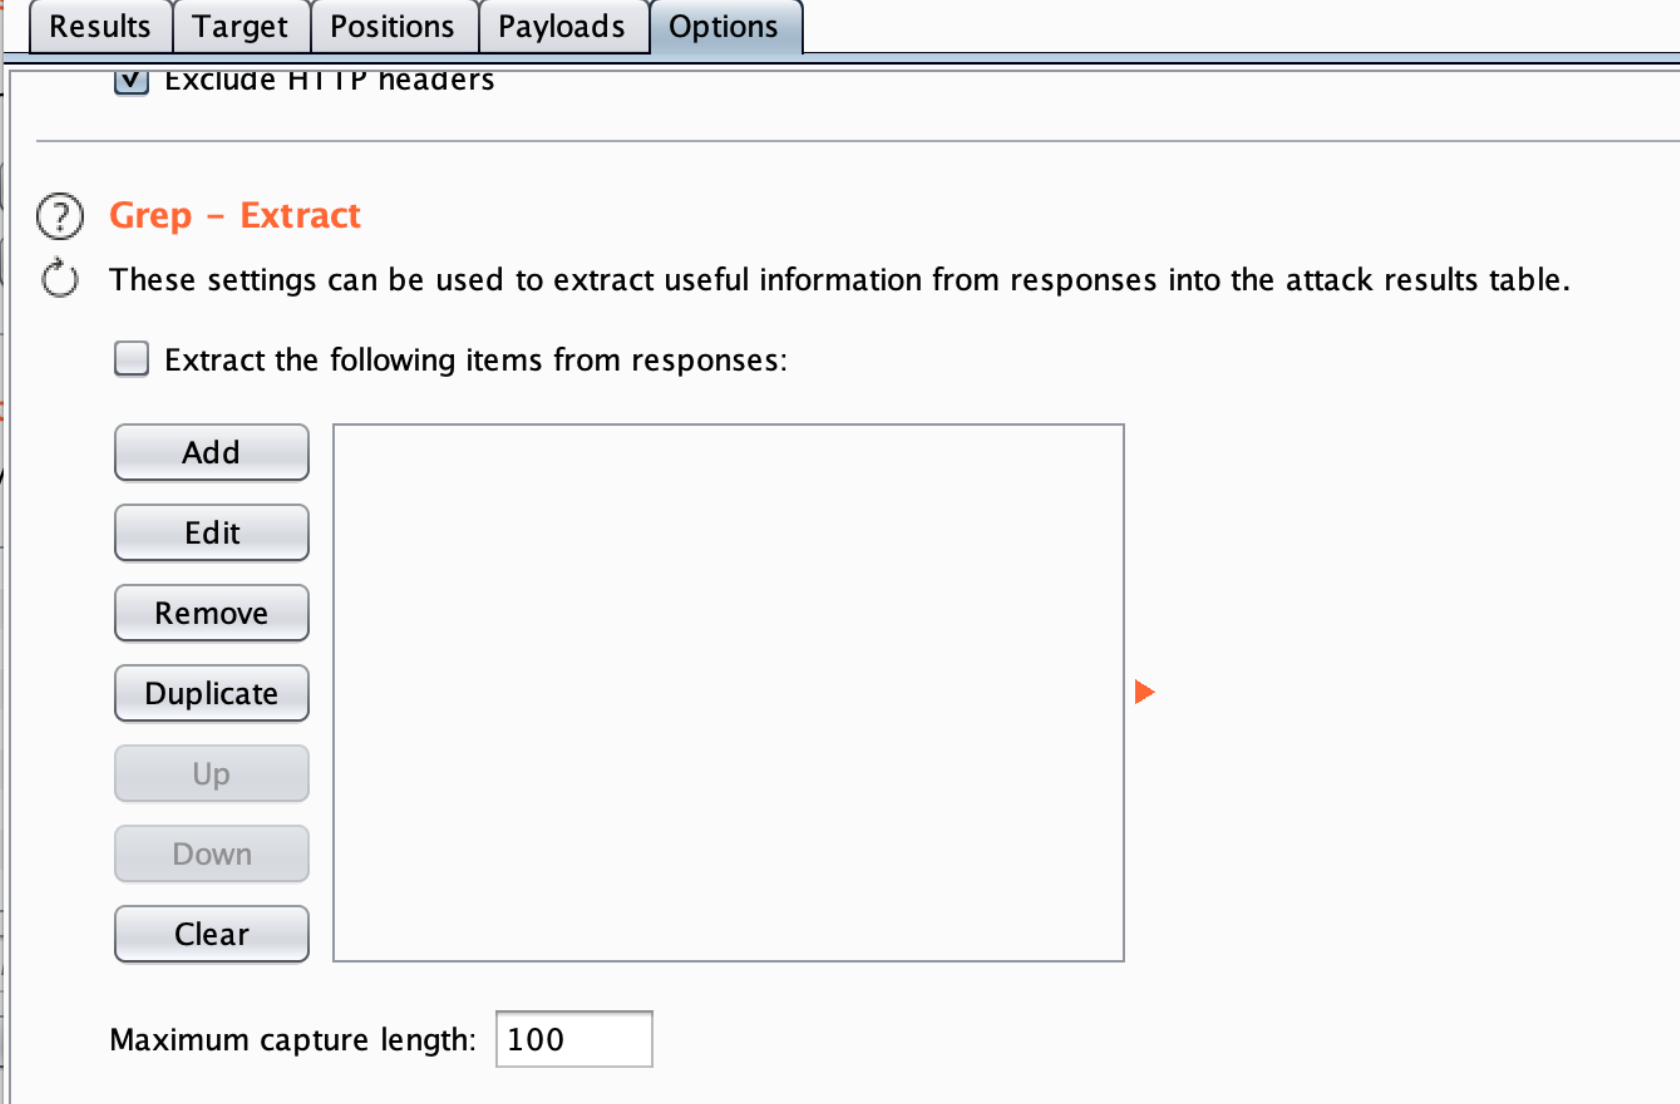 Results Target Positions Payloads Options
Exclude HTTP headers
Grep – Extract
These settings can be used to extract useful information from responses into the attack results table.
Extract the following items from responses:
Add
Edit
Remove
Duplicate
Up
Down
Clear
Maximum capture length: 100